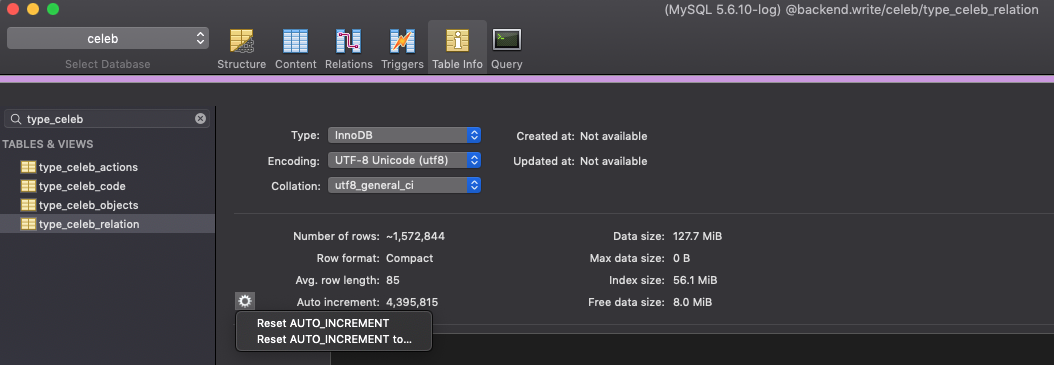 (MySQL 5.6.10-log) @backend.write/celeb/type_celeb_relation
celeb
Select Database
Structure
Content
Relations
Triggers
Table Info
Query
type_celeb
TABLES & VIEWS
type_celeb_actions
type_celeb_code
type_celeb_objects
type_celeb_relation
Type: InnoDB
Created at: Not available
Encoding: UTF-8 Unicode (utf8)
Updated at: Not available
Collation: utf8_general_ci
Number of rows: ~1,572,844
Data size: 127.7 MiB
Row format: Compact
Max data size: 0 B
Avg. row length: 85
Index size: 56.1 MiB
Auto increment: 4,395,815
Free data size: 8.0 MiB
Reset AUTO_INCREMENT
Reset AUTO_INCREMENT to...